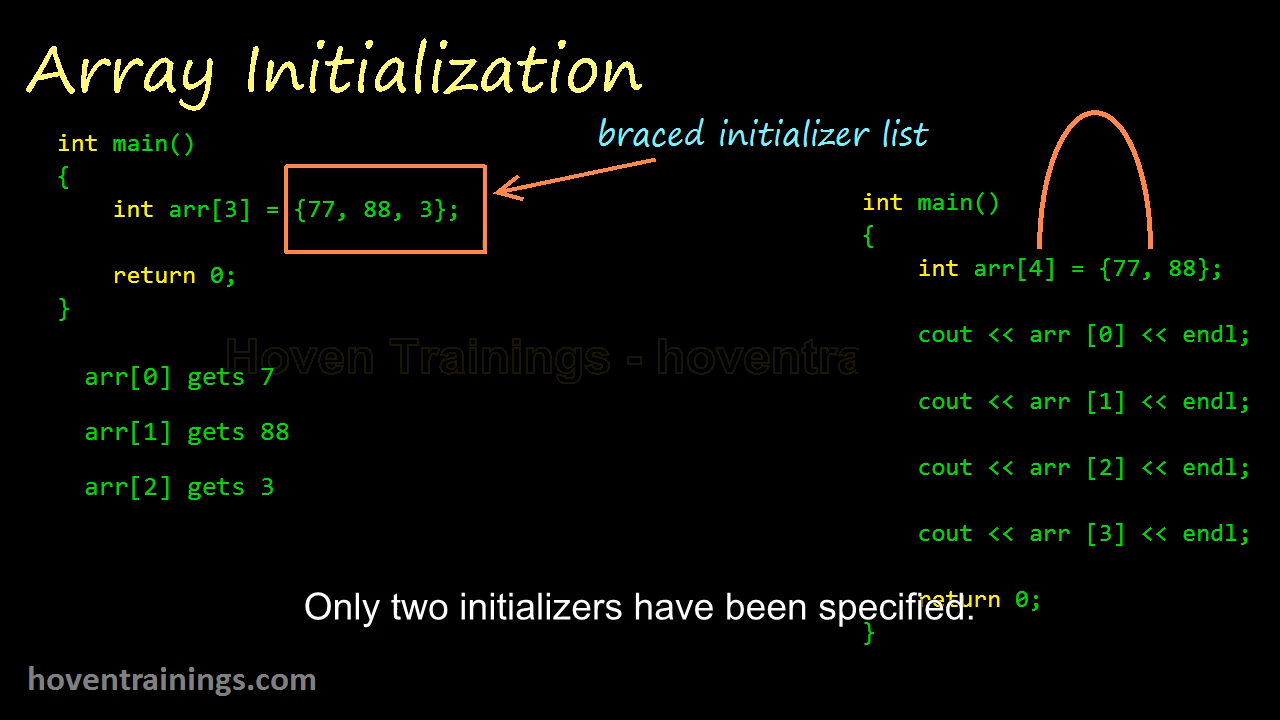 Array Initialization
braced initializer list
int main()
{
int arr[3] = {77, 88, 3};
return 0;
}
arr[0] gets 7
arr[1] gets 88
arr[2] gets 3
int main()
{
int arr[4] = {77, 88};
cout << arr [0] << endl;
cout << arr [1] << endl;
cout << arr [2] << endl;
cout << arr [3] << endl;
return 0;
}
Hoven Trainings - hoventra
Only two initializers have been specified.
hoventrainings.com